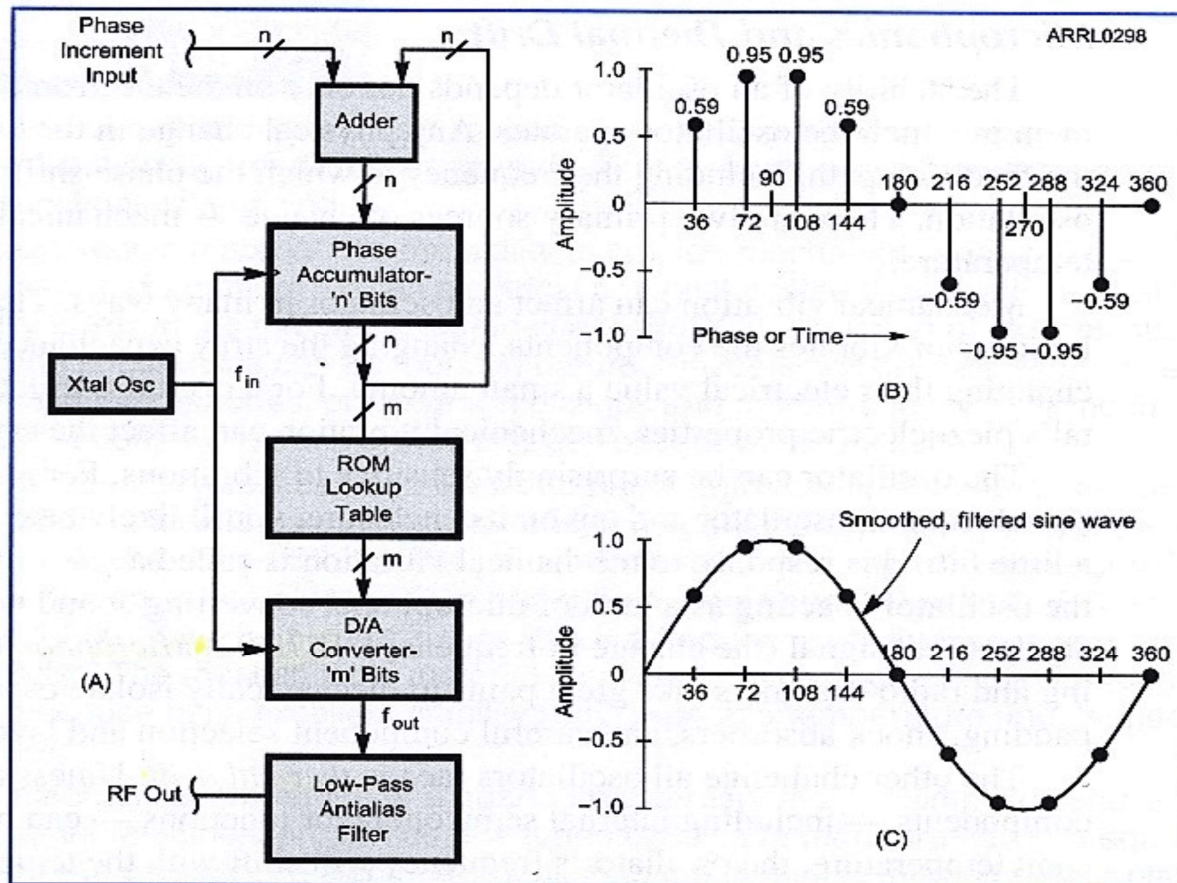 Phase
Increment
Input
n
n
Adder
n
Phase
Accumulator-
'n' Bits
n
f in
Xtal Osc
m
ROM
Lookup
Table
m
D/A
Converter-
'm' Bits
(A)
f out
RF Out
Low-Pass
Antialias
Filter
ARRL0298
Amplitude
1.0
0.5
0
−0.5
−1.0
0.59
0.95
0.95
0.59
36
72
90
108
144
180
216
252
270
288
324
360
−0.59
−0.95
−0.95
−0.59
Phase or Time
(B)
Smoothed, filtered sine wave
Amplitude
1.0
0.5
0
−0.5
−1.0
36
72
108
144
180
216
252
288
324
360
(C)